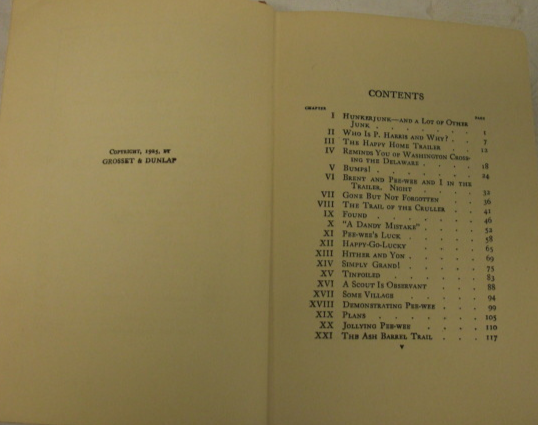 COPYRIGHT, 1925, BY
GROSSET & DUNLAP
CONTENTS
CHAPTER PAGE
I HUNKERJUNK—AND A LOT OF OTHER
JUNK . . . . . . . 1
II WHO IS P. HARRIS AND WHY? . . 7
III THE HAPPY HOME TRAILER . . . 12
IV REMINDS YOU OF WASHINGTON CROSS-
ING THE DELAWARE . . . . . 18
V BUMPS! . . . . . . . 24
VI BRENT AND PEE-WEE AND I IN THE
TRAILER, NIGHT . . . . . 32
VII GONE BUT NOT FORGOTTEN . . . 36
VIII THE TRAIL OF THE CRULLER . . 41
IX FOUND . . . . . . . 46
X "A DANDY MISTAKE" . . . . 52
XI PEE-WEE'S LUCK . . . . . 58
XII HAPPY-GO-LUCKY . . . . . 65
XIII HITHER AND YON . . . . . 69
XIV SIMPLY GRAND! . . . . . 75
XV TINFOILED . . . . . . 83
XVI A SCOUT IS OBSERVANT . . . 88
XVII SOME VILLAGE . . . . . 94
XVIII DEMONSTRATING PEE-WEE . . . 99
XIX PLANS . . . . . . . 105
XX JOLLYING PEE-WEE . . . . 110
XXI THE ASH BARREL TRAIL . . . 117
v